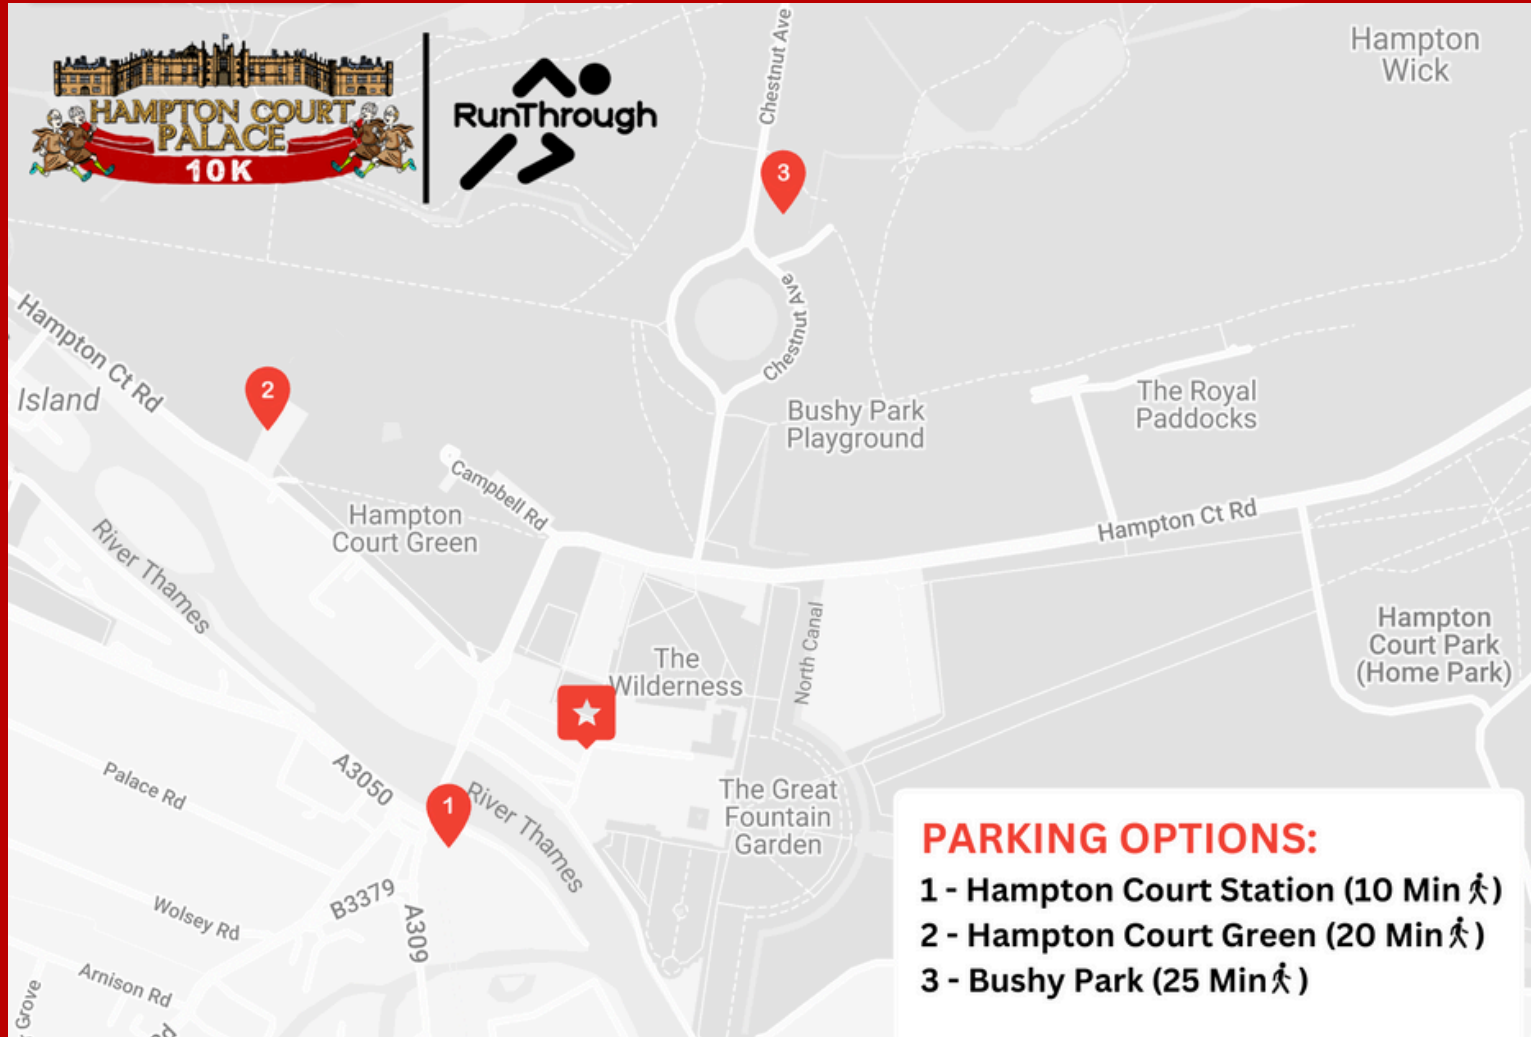 HAMPTON COURT
PALACE
10K
RunThrough
Chestnut Ave
Hampton
Wick
3
Hampton Ct Rd
Island
2
Chestnut Ave
Bushy Park
Playground
The Royal
Paddocks
Campbell Rd
Hampton
Court Green
River Thames
Hampton Ct Rd
North Canal
The
Wilderness
Hampton
Court Park
(Home Park)
A3050
Palace Rd
1
River Thames
The Great
Fountain
Garden
B3379
A309
Wolsey Rd
Arnison Rd
Grove
PARKING OPTIONS:
1 - Hampton Court Station (10 Min )
2 - Hampton Court Green (20 Min )
3 - Bushy Park (25 Min )